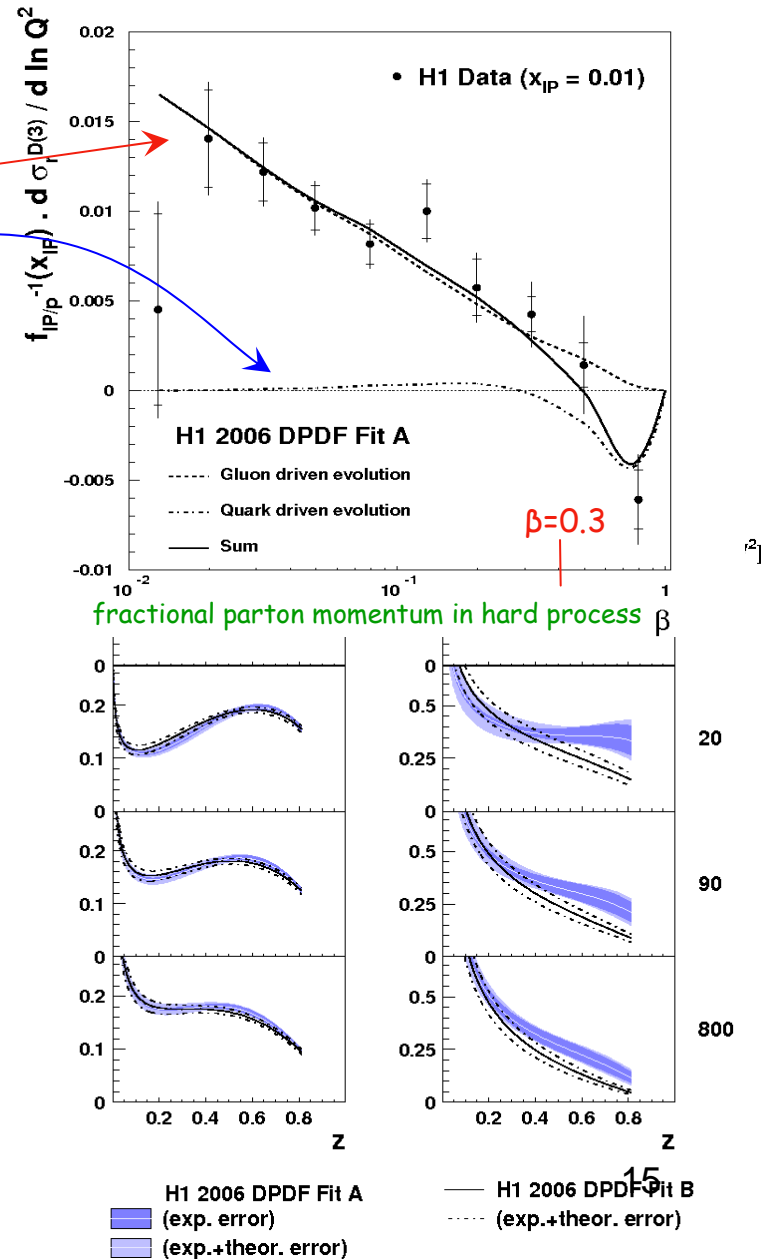 f_IP/p^-1(x_IP) . d σ_r^D(3) / d ln Q^2
0.02
0.015
0.01
0.005
0
-0.005
-0.01
H1 Data (x_IP = 0.01)
H1 2006 DPDF Fit A
Gluon driven evolution
Quark driven evolution
Sum
β=0.3
10^-2
10^-1
1
β
fractional parton momentum in hard process
0
0.2
0.1
0
0.2
0.1
0
0.2
0.1
0
0.2 0.4 0.6 0.8
z
0
0.5
0.25
0
0.5
0.25
0
0.5
0.25
0
0.2 0.4 0.6 0.8
z
20
90
800
15
H1 2006 DPDF Fit A
(exp. error)
(exp.+theor. error)
H1 2006 DPDF Fit B
(exp.+theor. error)